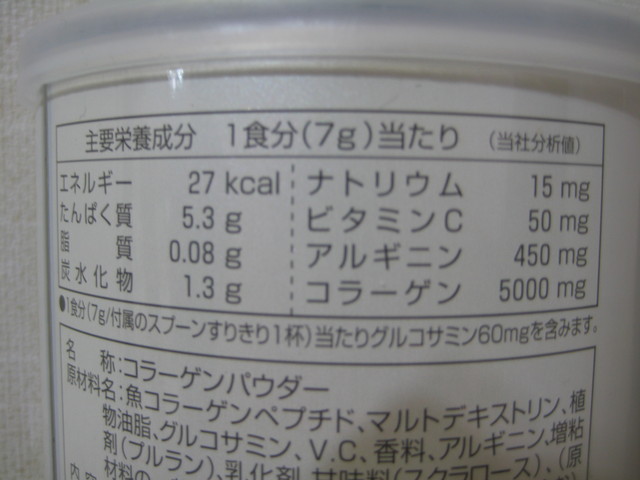 主要栄養成分 1食分(7g)当たり (当社分析値)
エネルギー 27 kcal ナトリウム 15 mg
たんぱく質 5.3 g ビタミンC 50 mg
脂質 0.08 g アルギニン 450 mg
炭水化物 1.3 g コラーゲン 5000 mg
●1食分(7g/付属のスプーンすりきり1杯)当たりグルコサミン60mgを含みます。
名称:コラーゲンパウダー
原材料名:魚コラーゲンペプチド、マルトデキストリン、植
物油脂、グルコサミン、V.C、香料、アルギニン、増粘
剤(プルラン)、乳化剤、甘味料(スクラロース)、(原
材料の
内容